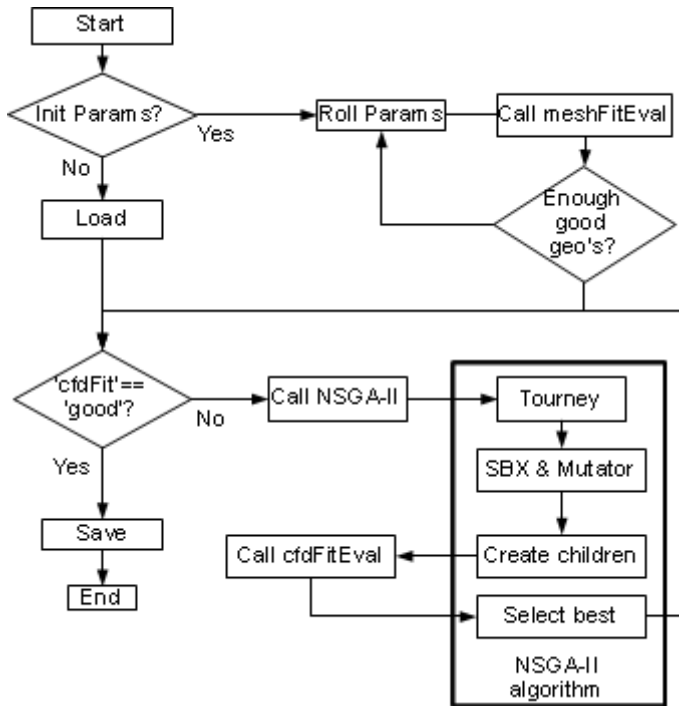 Start
Init Params?
Yes
No
Roll Params
Call meshFitEval
Load
Enough
good
geo's?
'cfdFit'==
'good'?
No
Yes
Call NSGA-II
Tourney
SBX & Mutator
Create children
Call cfdFitEval
Select best
Save
End
NSGA-II
algorithm